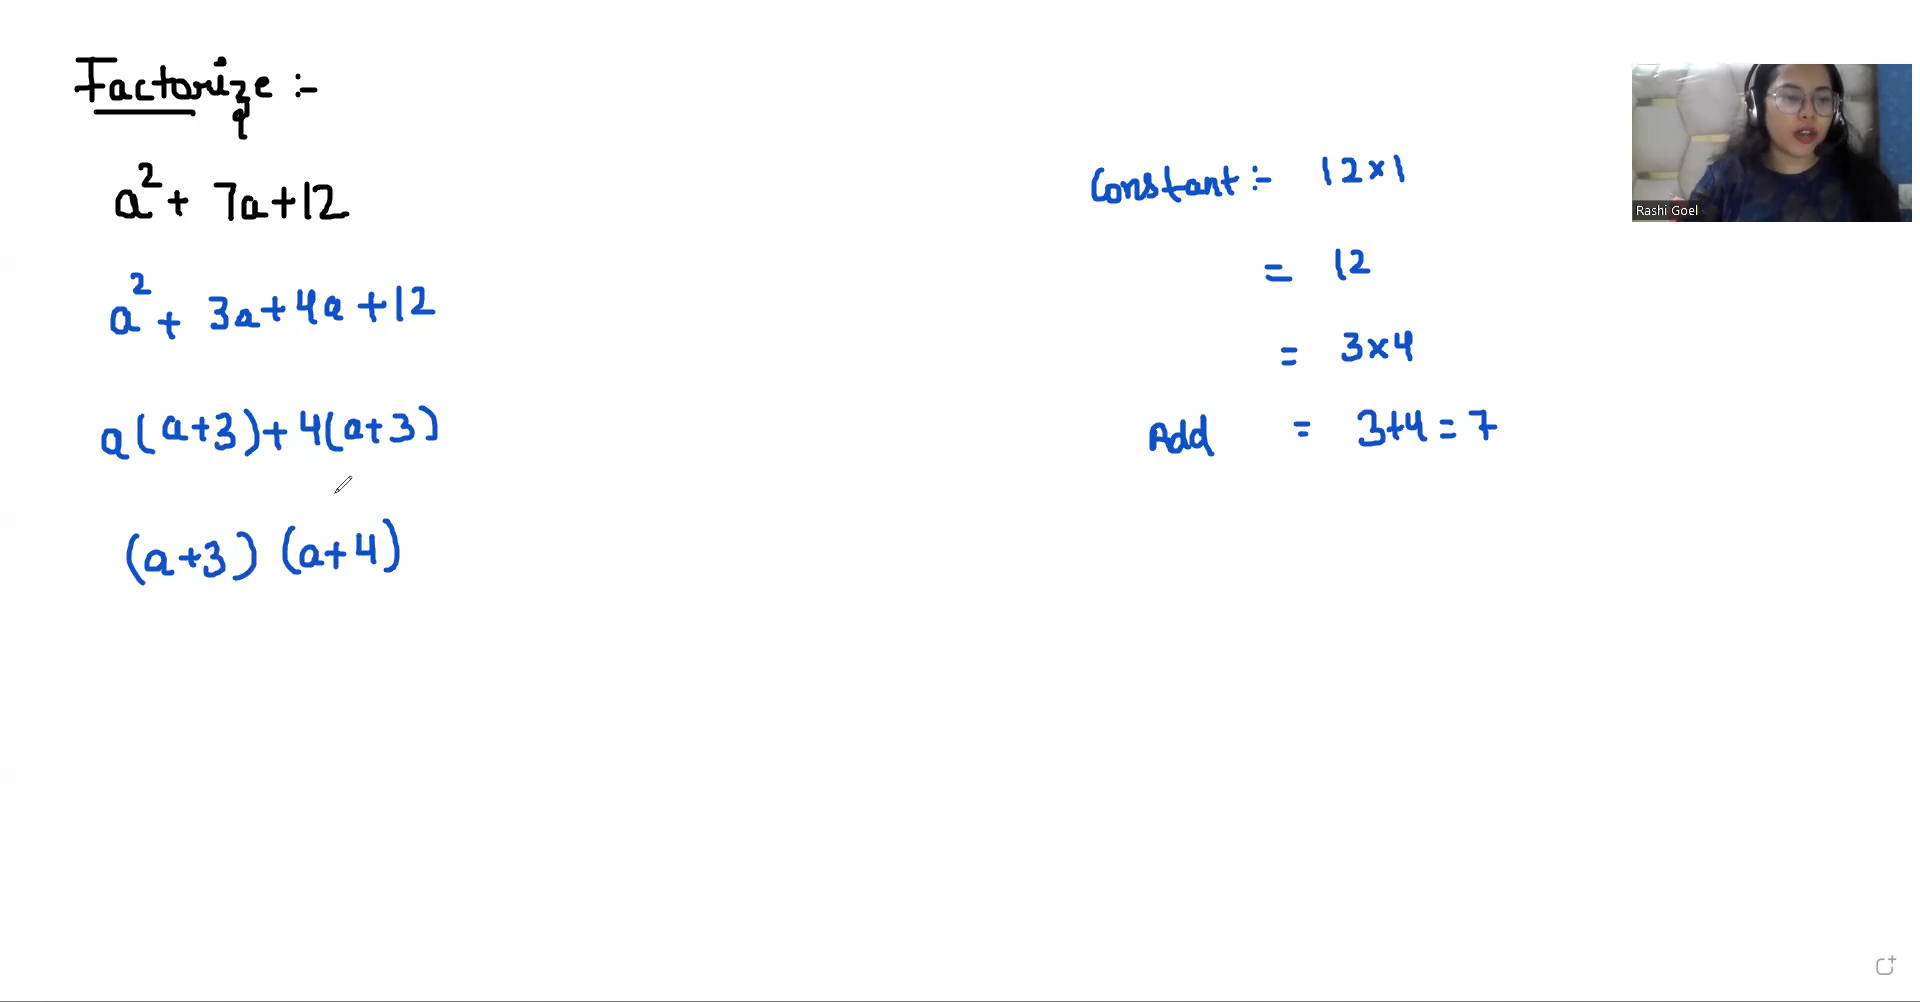 Factorize :-
a² + 7a+12
a² + 3a+4a+12
a(a+3)+4(a+3)
(a+3) (a+4)
Constant :- 12×1
= 12
= 3×4
Add = 3+4=7
Rashi Goel